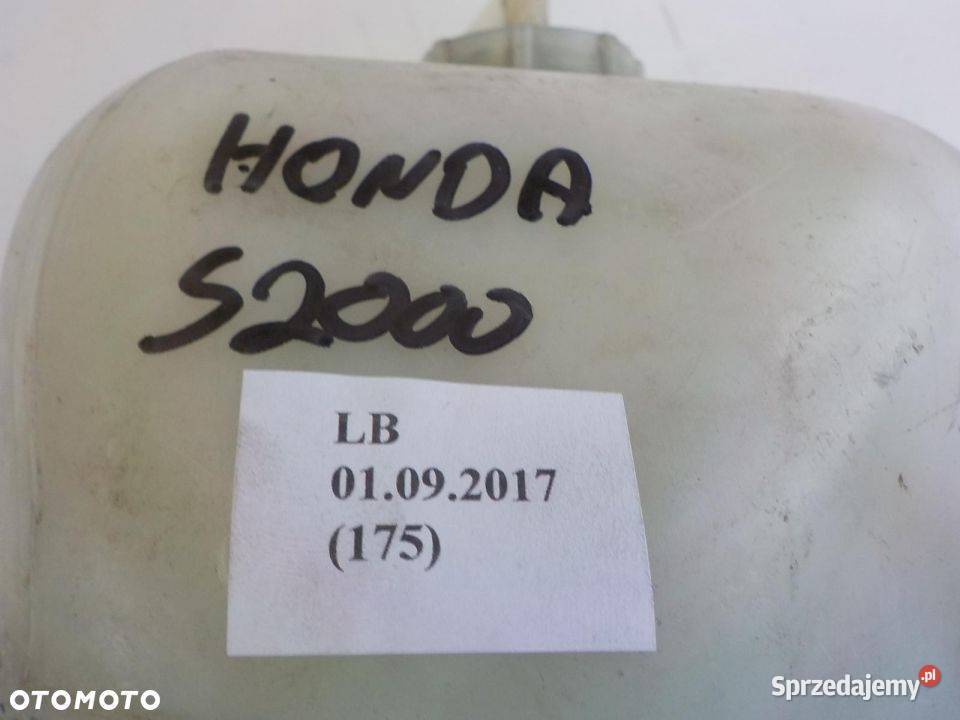 HONDA
S2000
LB
01.09.2017
(175)
OTOMOTO
Sprzedajemy.pl